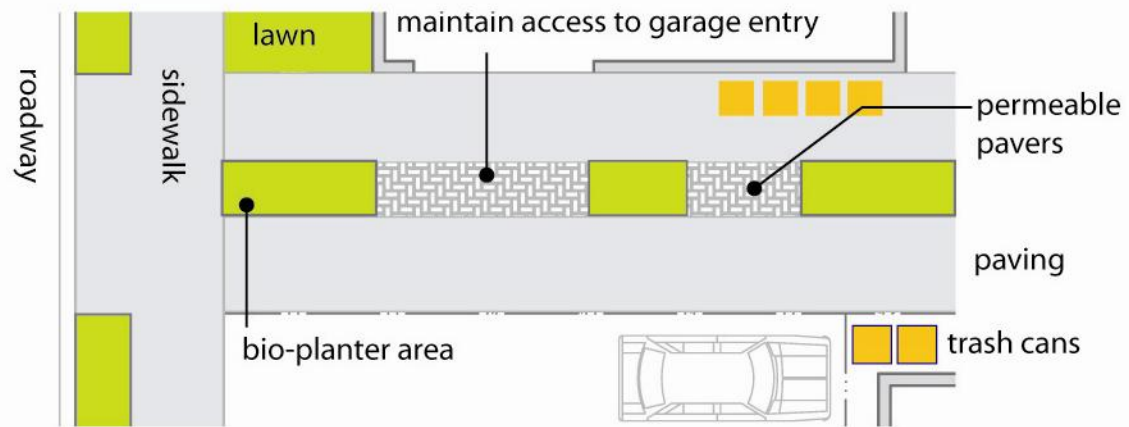 maintain access to garage entry
lawn
roadway
sidewalk
permeable
pavers
paving
bio-planter area
trash cans